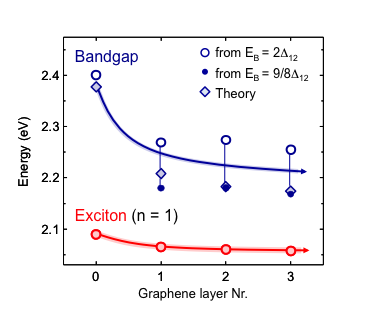 Bandgap
from E_B = 2Δ_12
from E_B = 9/8Δ_12
Theory
2.4
2.3
2.2
2.1
Energy (eV)
Exciton (n = 1)
0 1 2 3
Graphene layer Nr.